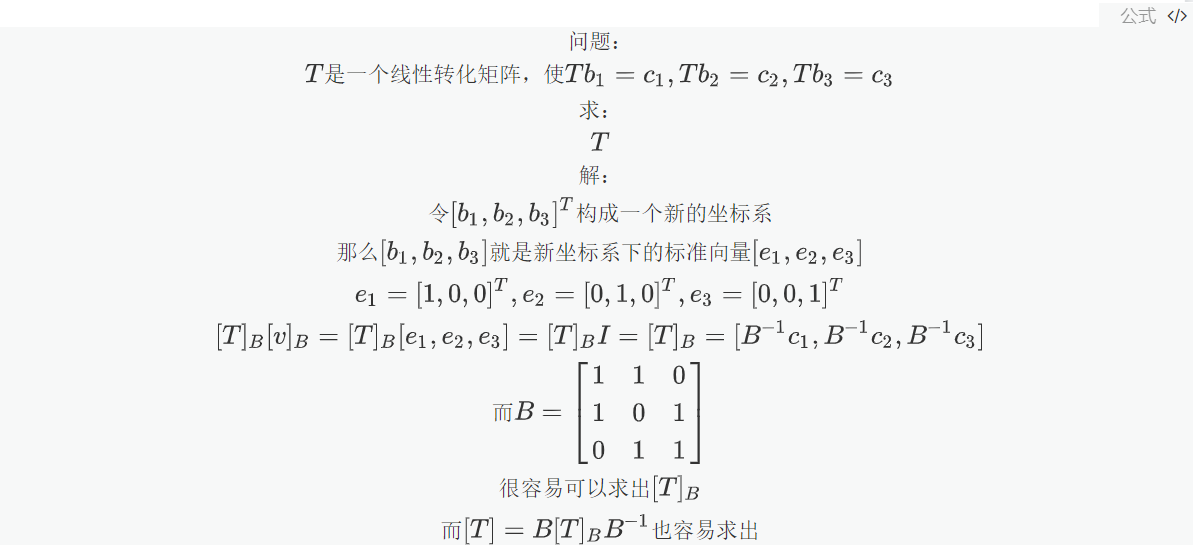 公式 </>
问题：
T是一个线性转化矩阵，使Tb₁ = c₁, Tb₂ = c₂, Tb₃ = c₃
求：
T
解：
令[b₁, b₂, b₃]ᵀ构成一个新的坐标系
那么[b₁, b₂, b₃]就是新坐标系下的标准向量[e₁, e₂, e₃]
e₁ = [1, 0, 0]ᵀ, e₂ = [0, 1, 0]ᵀ, e₃ = [0, 0, 1]ᵀ
[T]_B[v]_B = [T]_B[e₁, e₂, e₃] = [T]_B I = [T]_B = [B⁻¹c₁, B⁻¹c₂, B⁻¹c₃]
1 1 0
而B = 1 0 1
0 1 1
很容易可以求出[T]_B
而[T] = B[T]_B B⁻¹也容易求出